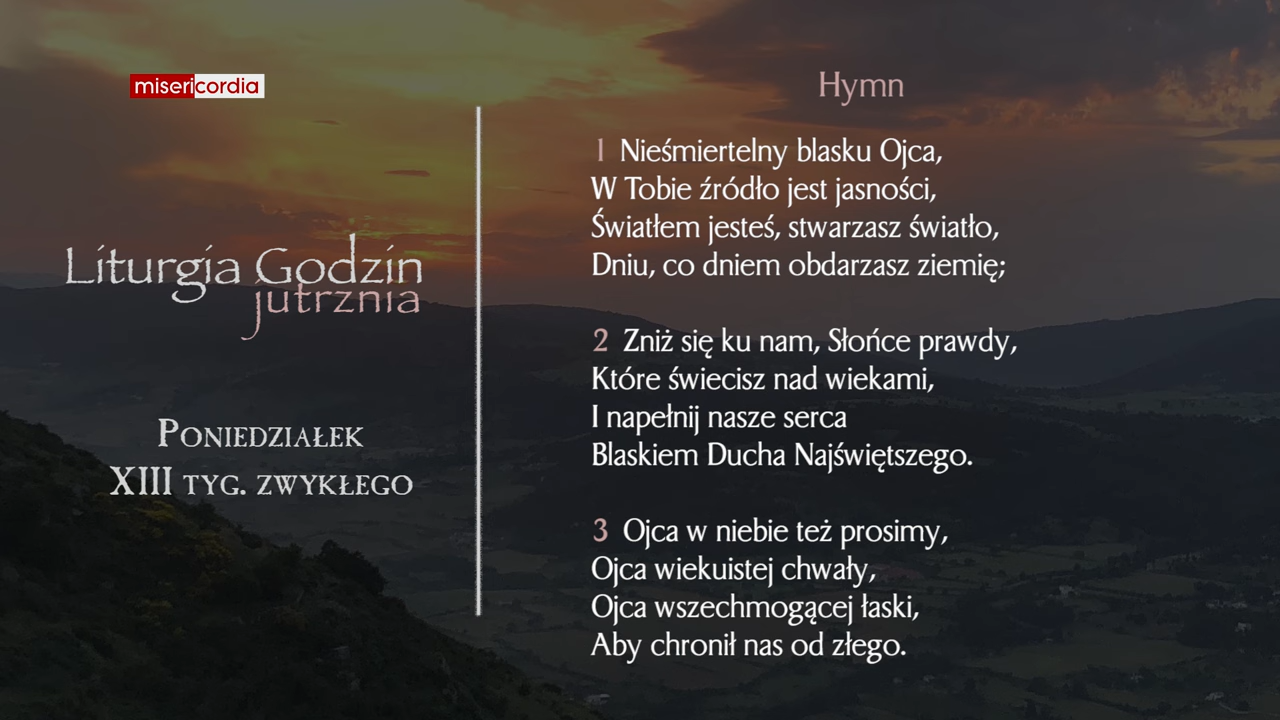 misericordia
Liturgia Godzin
jutrznia
Poniedziałek
XIII tyg. zwykłego
Hymn
1 Nieśmiertelny blasku Ojca,
W Tobie źródło jest jasności,
Światłem jesteś, stwarzasz światło,
Dniu, co dniem obdarzasz ziemię;
2 Zniż się ku nam, Słońce prawdy,
Które świecisz nad wiekami,
I napełnij nasze serca
Blaskiem Ducha Najświętszego.
3 Ojca w niebie też prosimy,
Ojca wiekuistej chwały,
Ojca wszechmogącej łaski,
Aby chronił nas od złego.